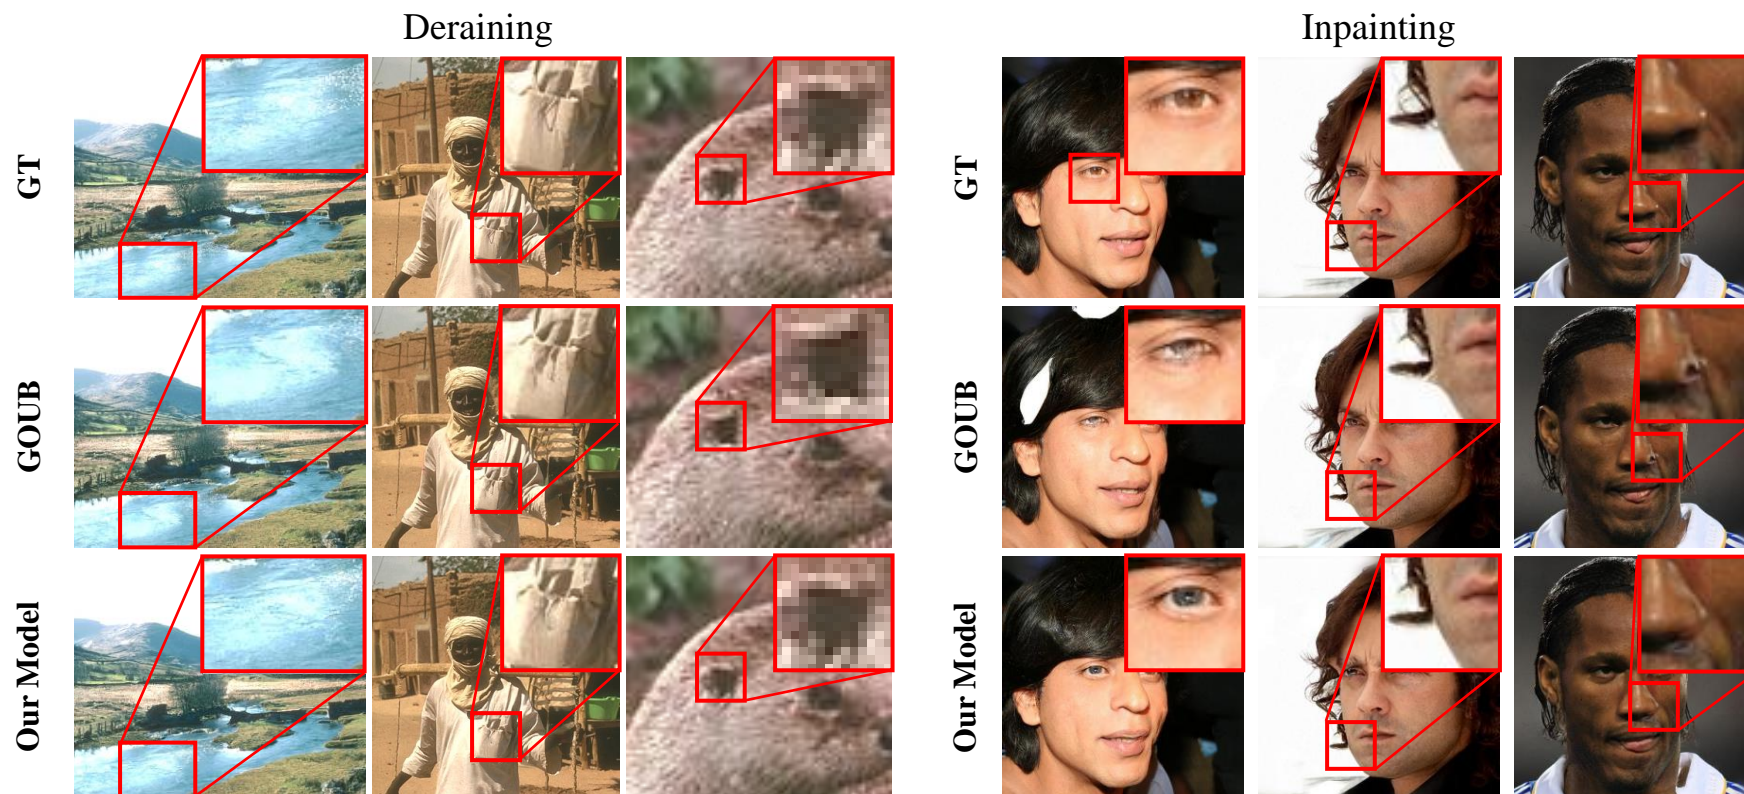 Deraining
Inpainting
GT
GT
GOUB
GOUB
Our Model
Our Model